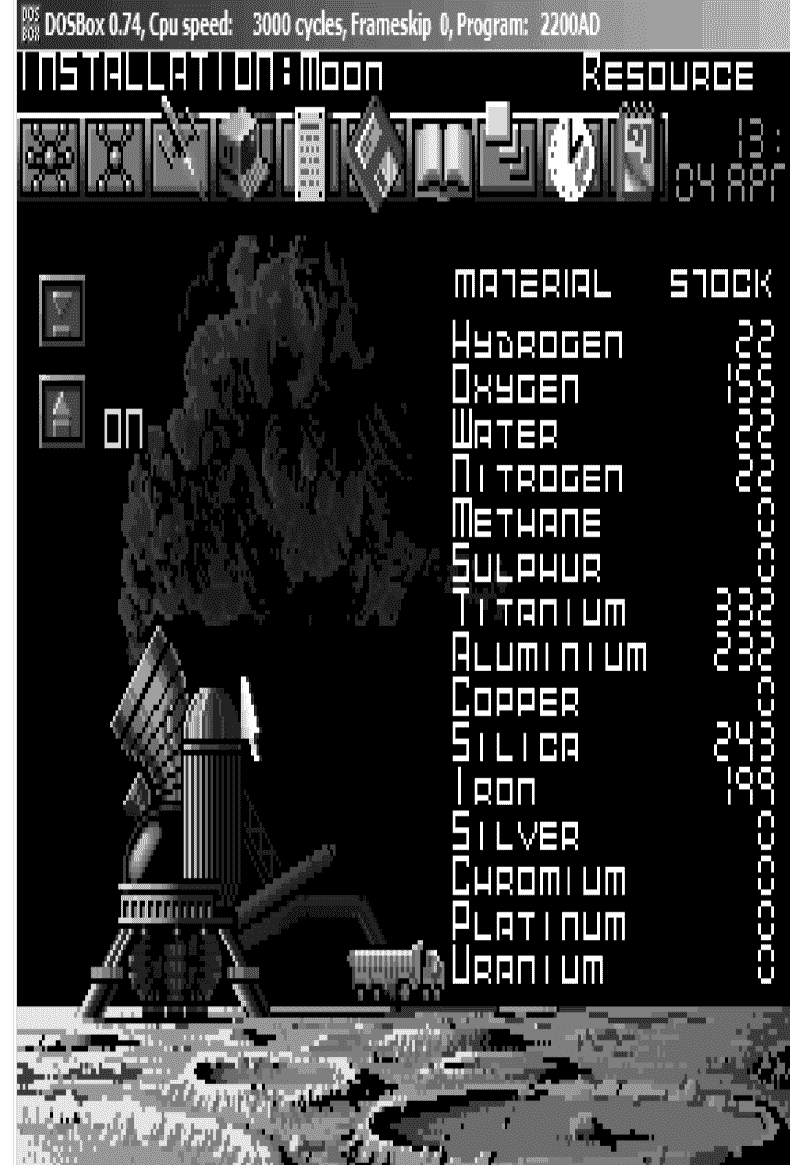 DOS
BOX
DOSBox 0.74, Cpu speed: 3000 cycles, Frameskip 0, Program: 2200AD
INSTALLATION:Moon RESOURCE
13:
04 APR
MATERIAL STOCK
HYDROGEN 22
OXYGEN 155
WATER 22
NITROGEN 22
METHANE 0
SULPHUR 0
TITANIUM 332
ALUMINIUM 232
COPPER 0
SILICA 243
IRON 199
SILVER 0
CHROMIUM 0
PLATINUM 0
URANIUM 0
ON